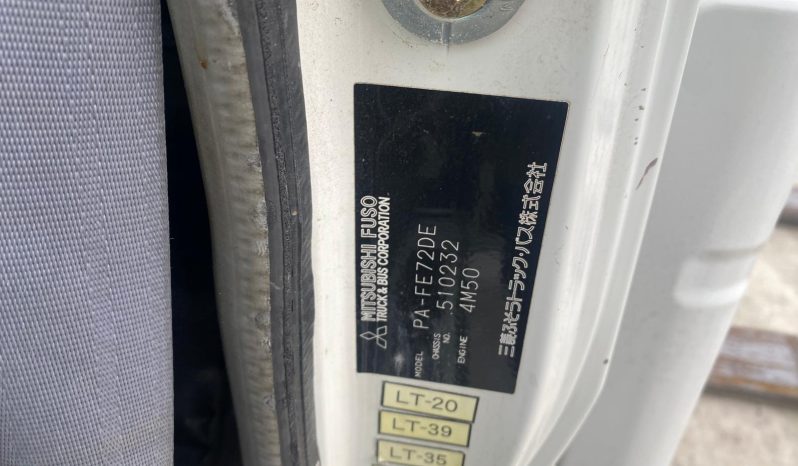 MITSUBISHI FUSO
TRUCK & BUS CORPORATION
MODEL PA-FE72DE
CHASSIS NO. 510232
ENGINE 4M50
三菱ふそうトラック・バス株式会社
LT-20
LT-39
LT-35